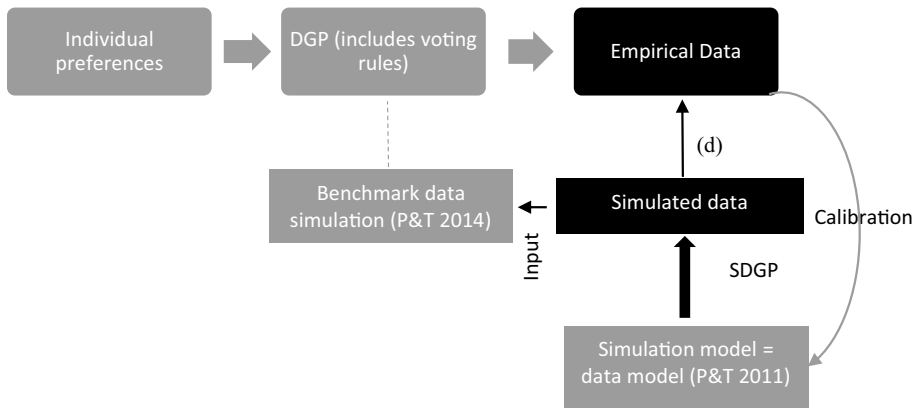 Individual
preferences
DGP (includes voting
rules)
Empirical Data
(d)
Benchmark data
simulation (P&T 2014)
Simulated data
Calibration
Input
SDGP
Simulation model =
data model (P&T 2011)